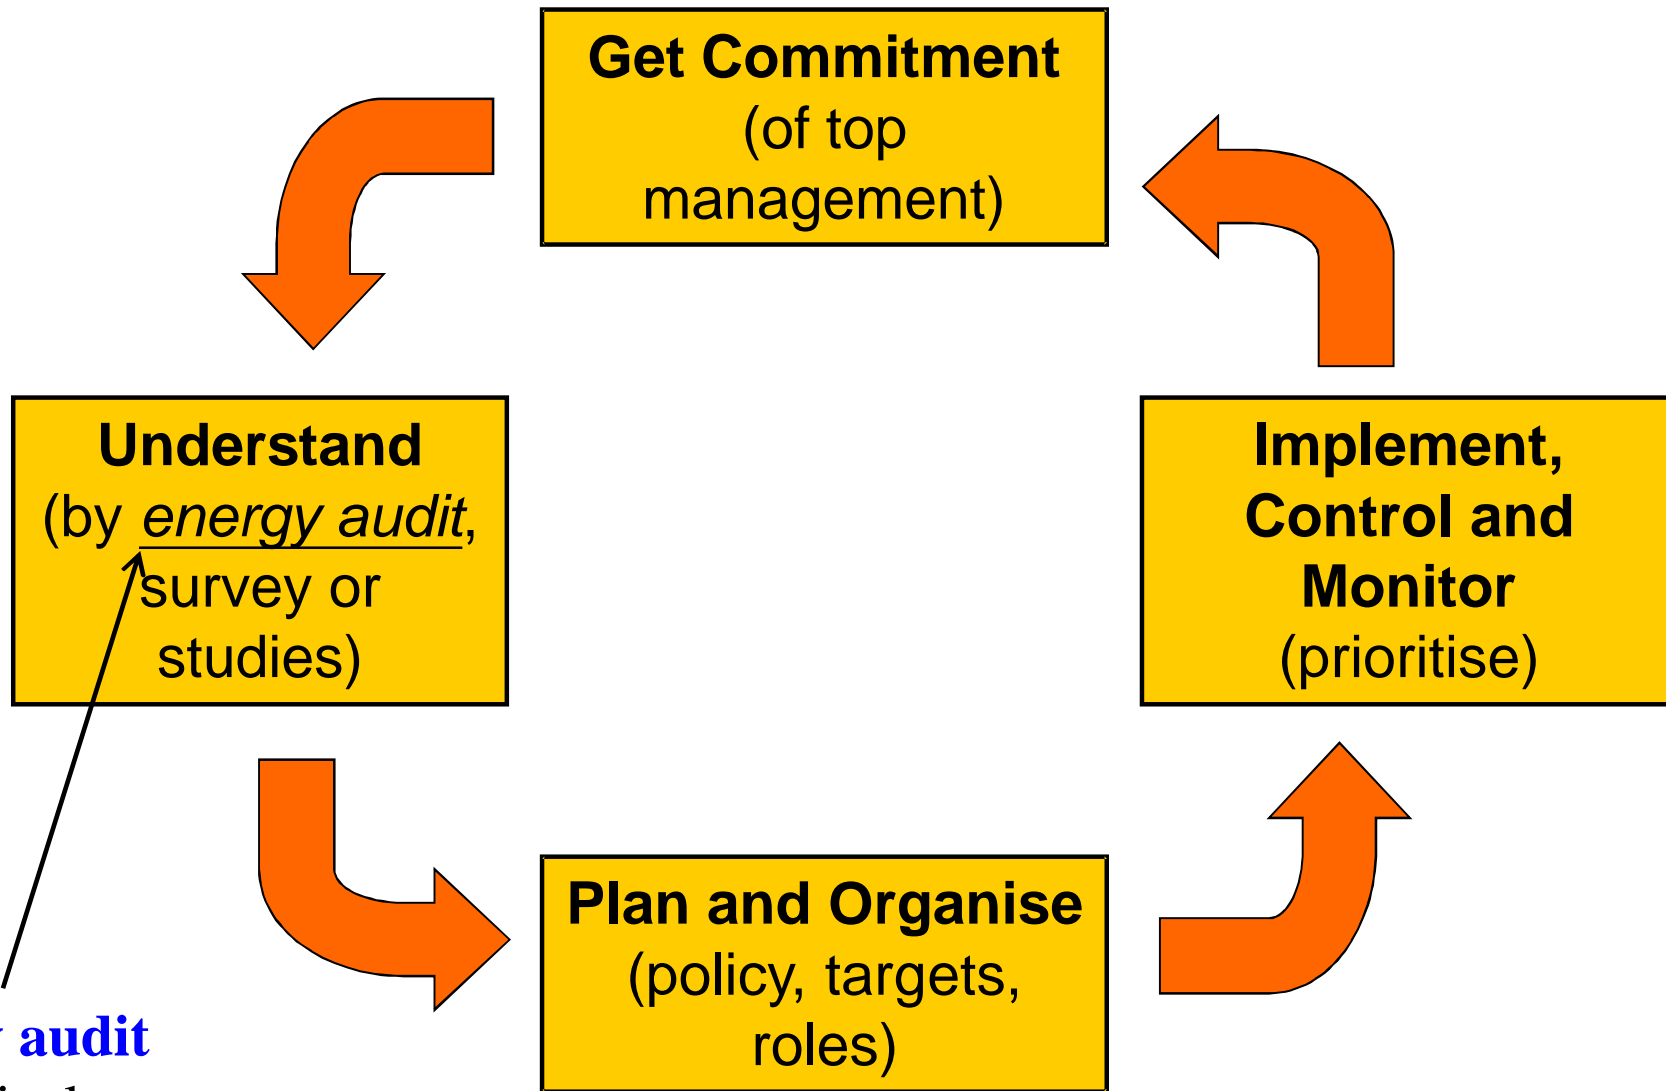 Get Commitment
(of top
management)
Understand
(by energy audit,
survey or
studies)
Implement,
Control and
Monitor
(prioritise)
Plan and Organise
(policy, targets,
roles)
audit